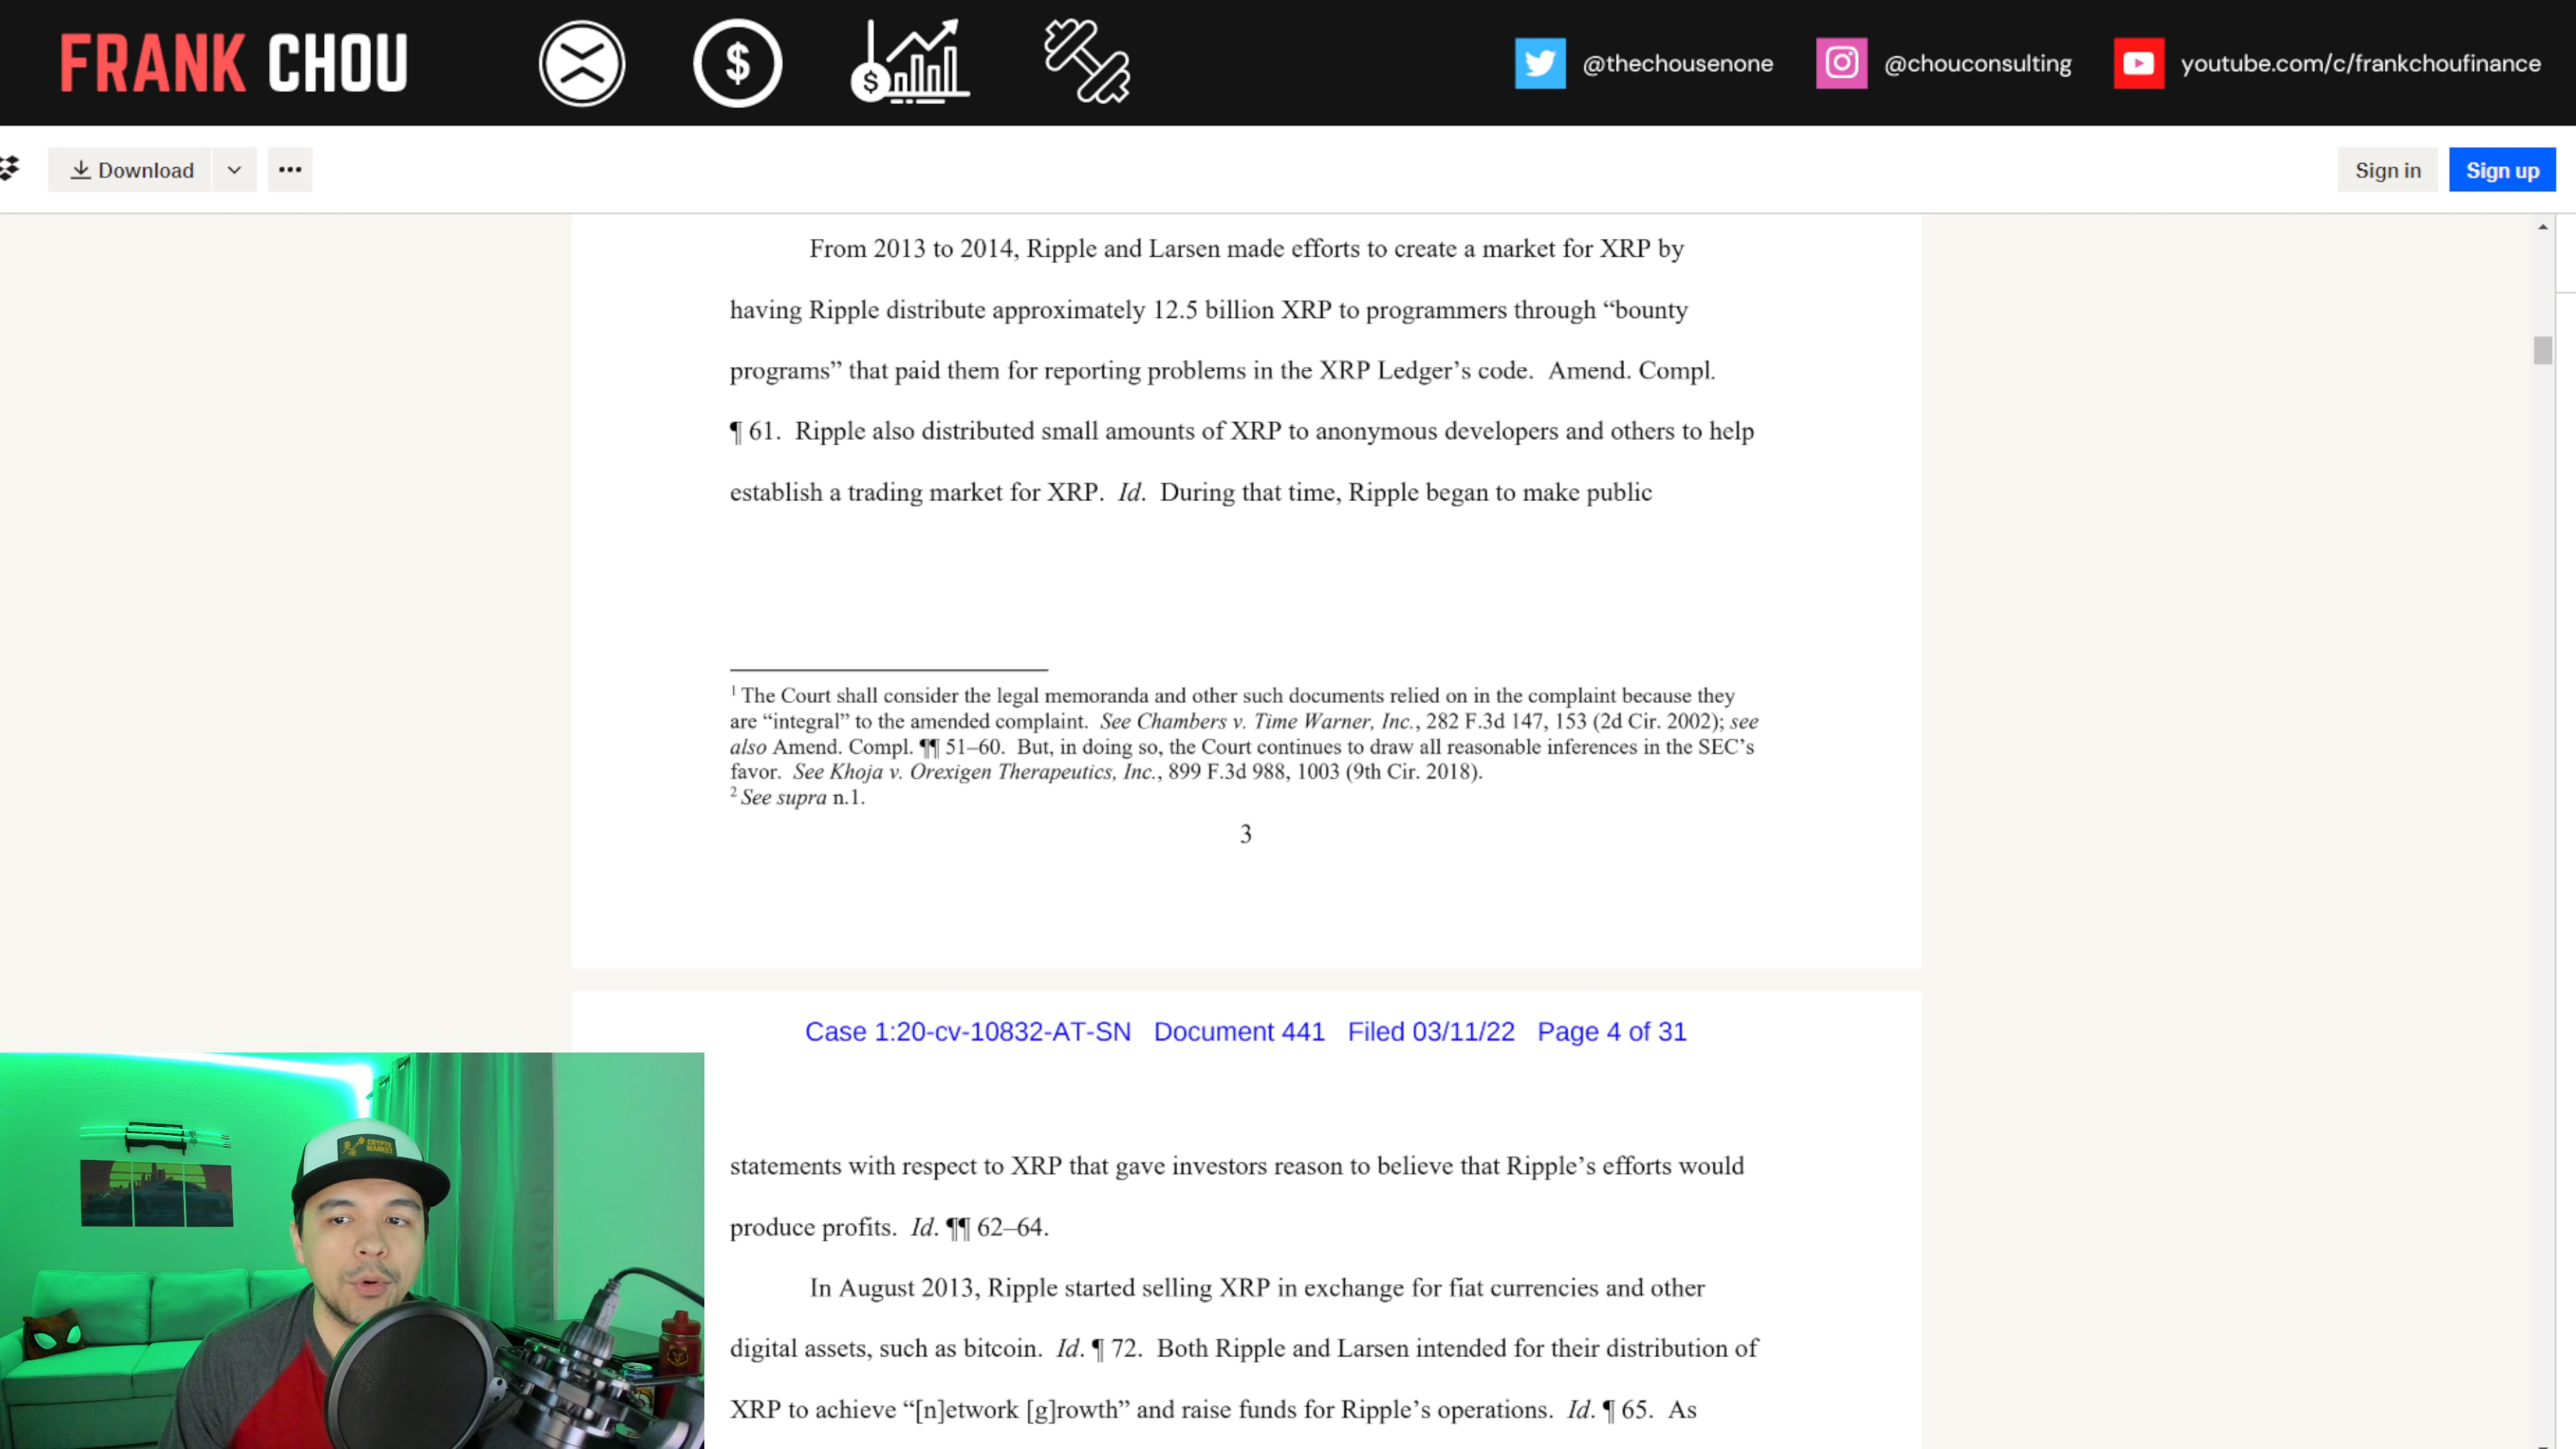 FRANK CHOU
@thechousenone
@chouconsulting
youtube.com/c/frankchoufinance
Download
Sign in
Sign up
From 2013 to 2014, Ripple and Larsen made efforts to create a market for XRP by
having Ripple distribute approximately 12.5 billion XRP to programmers through “bounty
programs” that paid them for reporting problems in the XRP Ledger’s code. Amend. Compl.
¶ 61. Ripple also distributed small amounts of XRP to anonymous developers and others to help
establish a trading market for XRP. Id. During that time, Ripple began to make public
1 The Court shall consider the legal memoranda and other such documents relied on in the complaint because they
are “integral” to the amended complaint. See Chambers v. Time Warner, Inc., 282 F.3d 147, 153 (2d Cir. 2002); see
also Amend. Compl. ¶¶ 51–60. But, in doing so, the Court continues to draw all reasonable inferences in the SEC’s
favor. See Khoja v. Orexigen Therapeutics, Inc., 899 F.3d 988, 1003 (9th Cir. 2018).
2 See supra n.1.
3
Case 1:20-cv-10832-AT-SN Document 441 Filed 03/11/22 Page 4 of 31
statements with respect to XRP that gave investors reason to believe that Ripple’s efforts would
produce profits. Id. ¶¶ 62–64.
In August 2013, Ripple started selling XRP in exchange for fiat currencies and other
digital assets, such as bitcoin. Id. ¶ 72. Both Ripple and Larsen intended for their distribution of
XRP to achieve “[n]etwork [g]rowth” and raise funds for Ripple’s operations. Id. ¶ 65. As
CRYPTO
MARKET